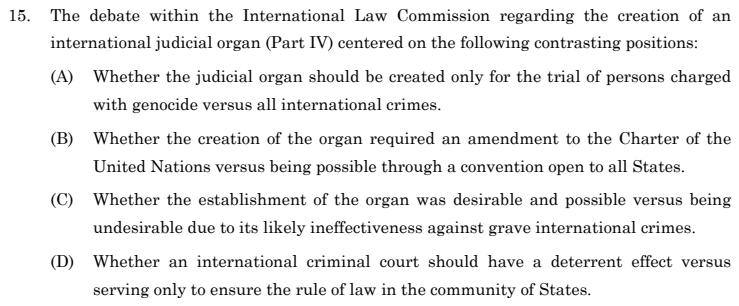 15. The debate within the International Law Commission regarding the creation of an
international judicial organ (Part IV) centered on the following contrasting positions:
(A) Whether the judicial organ should be created only for the trial of persons charged
with genocide versus all international crimes.
(B) Whether the creation of the organ required an amendment to the Charter of the
United Nations versus being possible through a convention open to all States.
(C) Whether the establishment of the organ was desirable and possible versus being
undesirable due to its likely ineffectiveness against grave international crimes.
(D) Whether an international criminal court should have a deterrent effect versus
serving only to ensure the rule of law in the community of States.